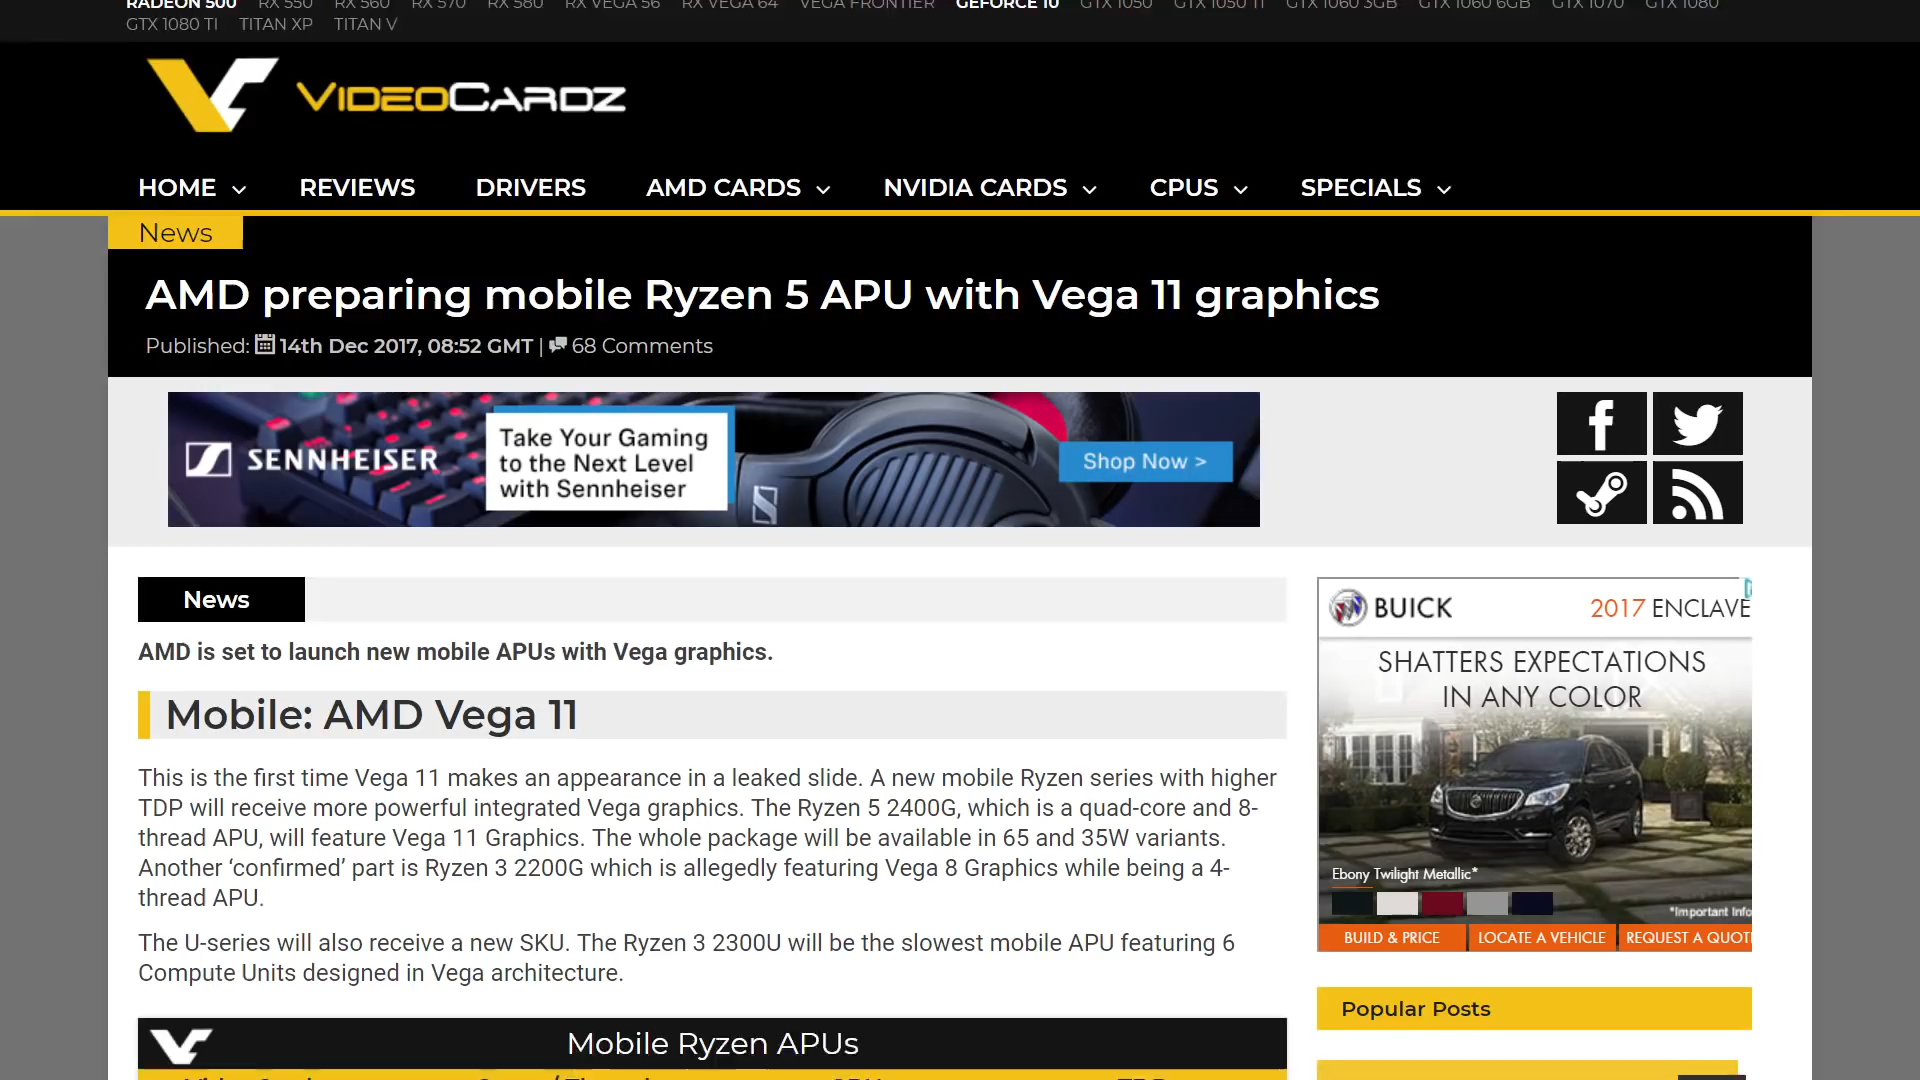 RADEON 500 RX 550 RX 560 RX 570 RX 580 RX VEGA 56 RX VEGA 64 VEGA FRONTIER GEFORCE 10 GTX 1050 GTX 1050 TI GTX 1060 3GB GTX 1060 6GB GTX 1070 GTX 1080
GTX 1080 TI TITAN XP TITAN V
VIDEOCARDZ
HOME REVIEWS DRIVERS AMD CARDS NVIDIA CARDS CPUS SPECIALS
News
AMD preparing mobile Ryzen 5 APU with Vega 11 graphics
Published: 14th Dec 2017, 08:52 GMT | 68 Comments
SENNHEISER
Take Your Gaming
to the Next Level
with Sennheiser
Shop Now >
News
AMD is set to launch new mobile APUs with Vega graphics.
Mobile: AMD Vega 11
This is the first time Vega 11 makes an appearance in a leaked slide. A new mobile Ryzen series with higher
TDP will receive more powerful integrated Vega graphics. The Ryzen 5 2400G, which is a quad-core and 8-
thread APU, will feature Vega 11 Graphics. The whole package will be available in 65 and 35W variants.
Another ‘confirmed’ part is Ryzen 3 2200G which is allegedly featuring Vega 8 Graphics while being a 4-
thread APU.
The U-series will also receive a new SKU. The Ryzen 3 2300U will be the slowest mobile APU featuring 6
Compute Units designed in Vega architecture.
Mobile Ryzen APUs
BUICK
2017 ENCLAVE
SHATTERS EXPECTATIONS
IN ANY COLOR
Ebony Twilight Metallic*
*Important Info
BUILD & PRICE LOCATE A VEHICLE REQUEST A QUOT
Popular Posts